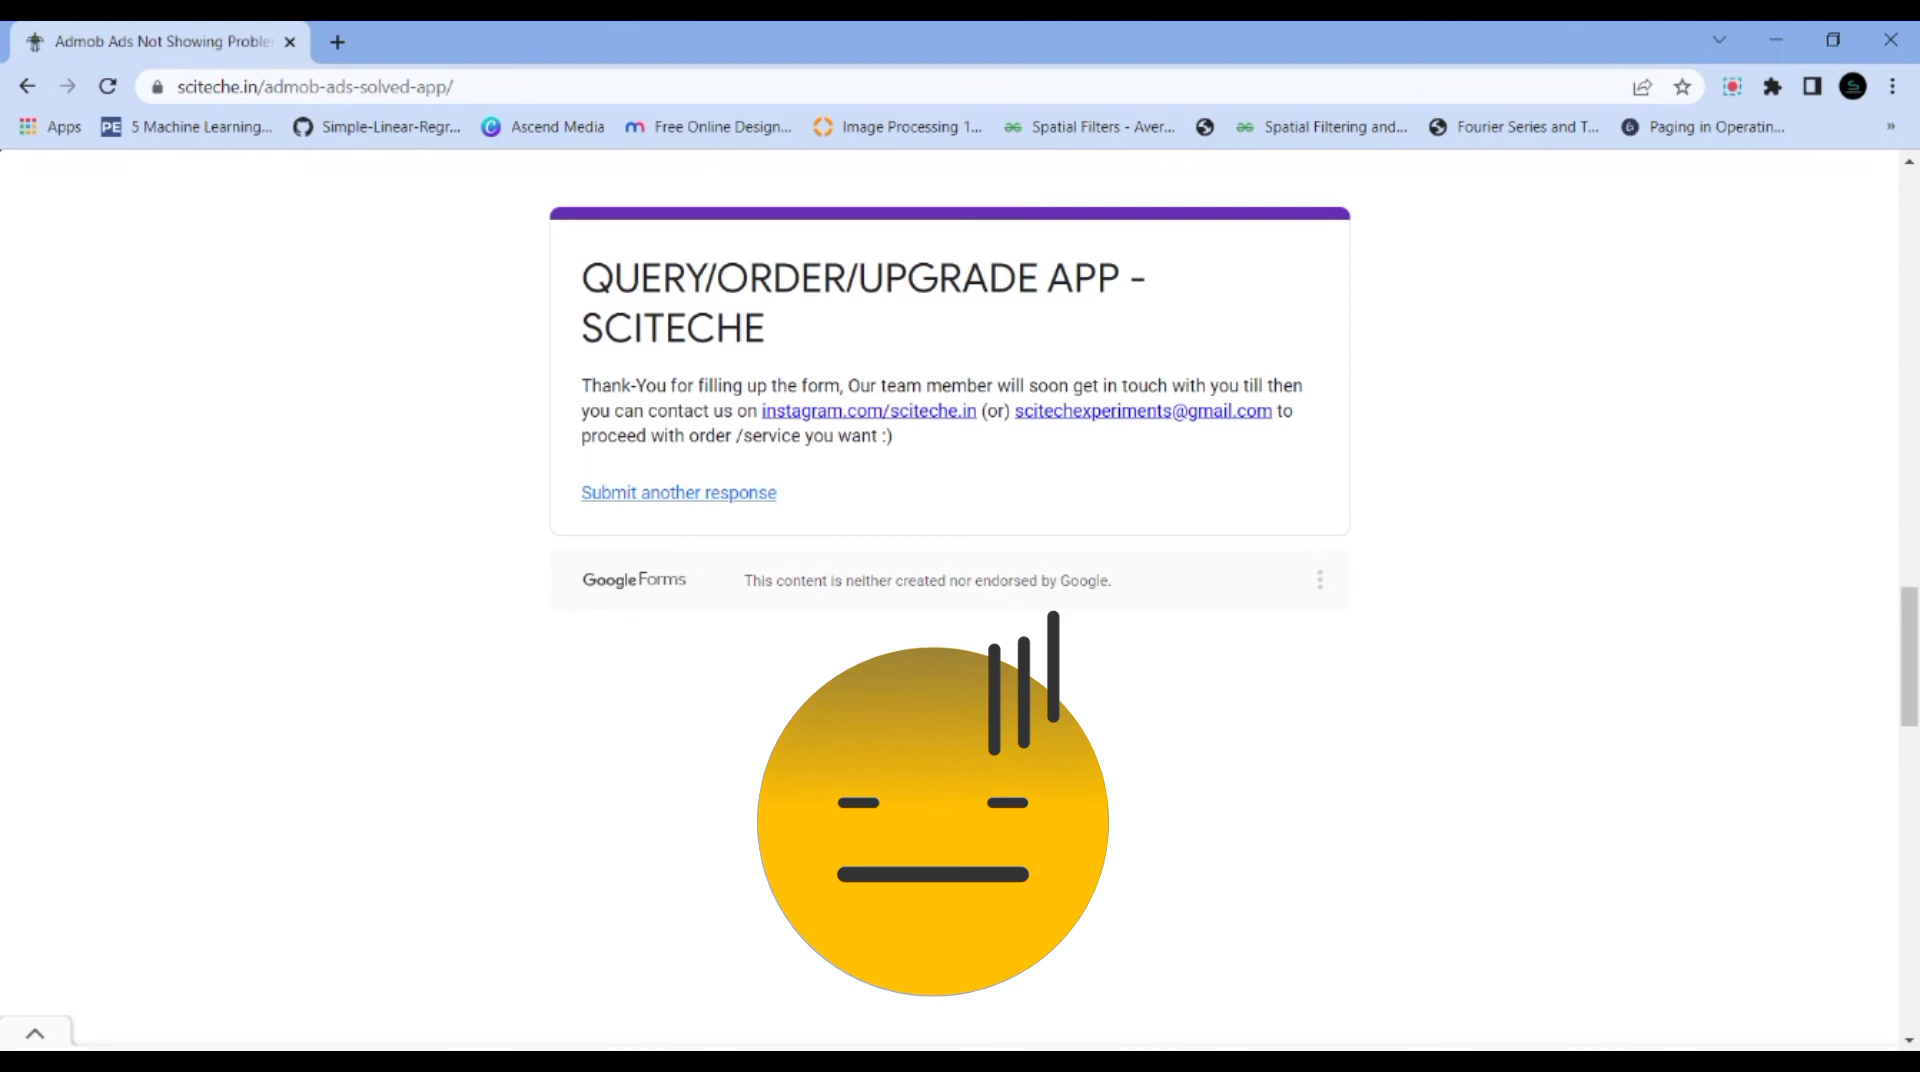 Admob Ads Not Showing Proble
sciteche.in/admob-ads-solved-app/
Apps
PE
5 Machine Learning...
Simple-Linear-Regr...
Ascend Media
Free Online Design...
Image Processing 1...
Spatial Filters - Aver...
Spatial Filtering and...
Fourier Series and T...
Paging in Operatin...
»
QUERY/ORDER/UPGRADE APP -
SCITECHE
Thank-You for filling up the form, Our team member will soon get in touch with you till then
you can contact us on instagram.com/sciteche.in (or) scitechexperiments@gmail.com to
proceed with order /service you want :)
Submit another response
Google Forms
This content is neither created nor endorsed by Google.